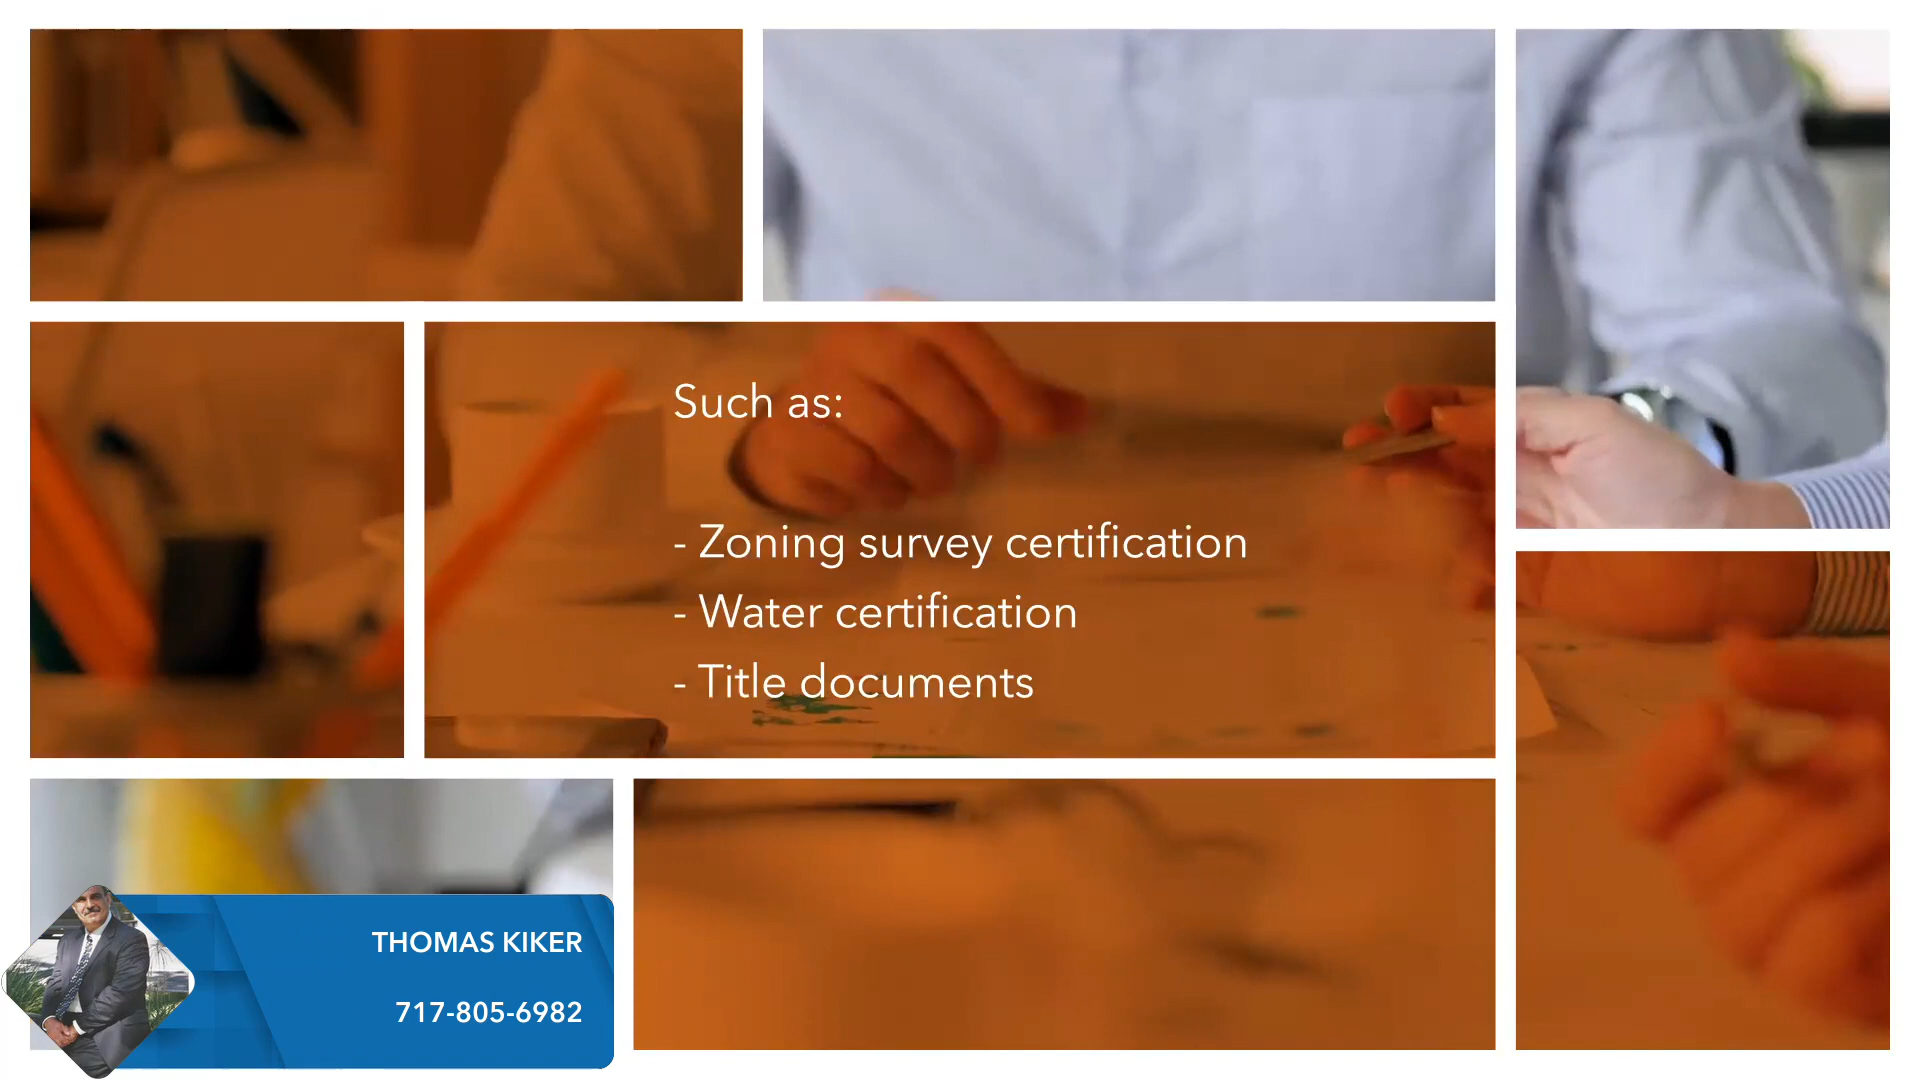 Such as:
- Zoning survey certification
- Water certification
- Title documents
THOMAS KIKER
717-805-6982